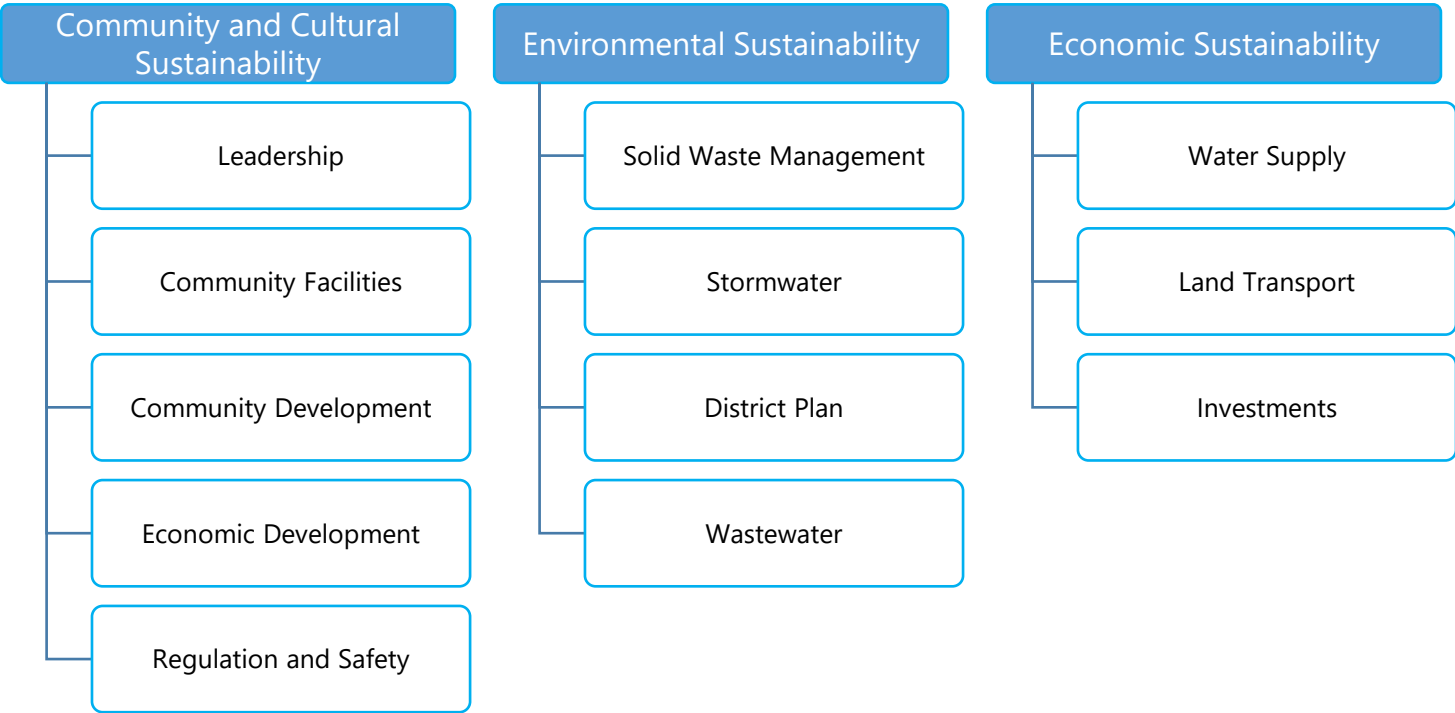 Community and Cultural
Sustainability
Leadership
Community Facilities
Community Development
Economic Development
Regulation and Safety
Environmental Sustainability
Solid Waste Management
Stormwater
District Plan
Wastewater
Economic Sustainability
Water Supply
Land Transport
Investments